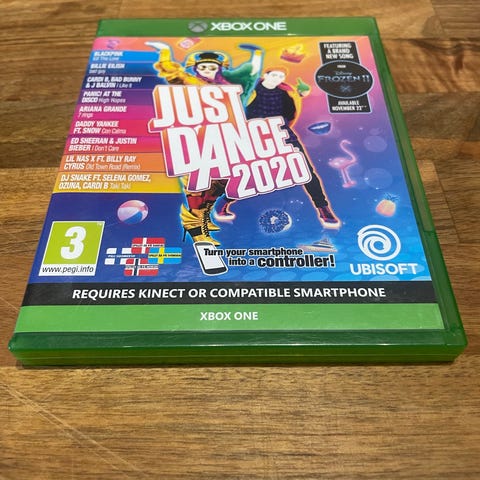 XBOX ONE
BLACKPINK
Kill This Love
BILLIE EILISH
bad guy
CARDI B, BAD BUNNY
& J BALVIN I Like It
PANIC! AT THE
DISCO High Hopes
ARIANA GRANDE
7 rings
DADDY YANKEE
FT. SNOW Con Calma
ED SHEERAN & JUSTIN
BIEBER I Don't Care
LIL NAS X FT. BILLY RAY
CYRUS Old Town Road (Remix)
DJ SNAKE FT. SELENA GOMEZ,
OZUNA, CARDI B Taki Taki
JUST
DANCE
2020
FEATURING
A BRAND
NEW SONG
FROM
Disney
FROZEN II
AVAILABLE
NOVEMBER 22
3
www.pegi.info
Turn your smartphone
into a controller!
UBISOFT
REQUIRES KINECT OR COMPATIBLE SMARTPHONE
XBOX ONE